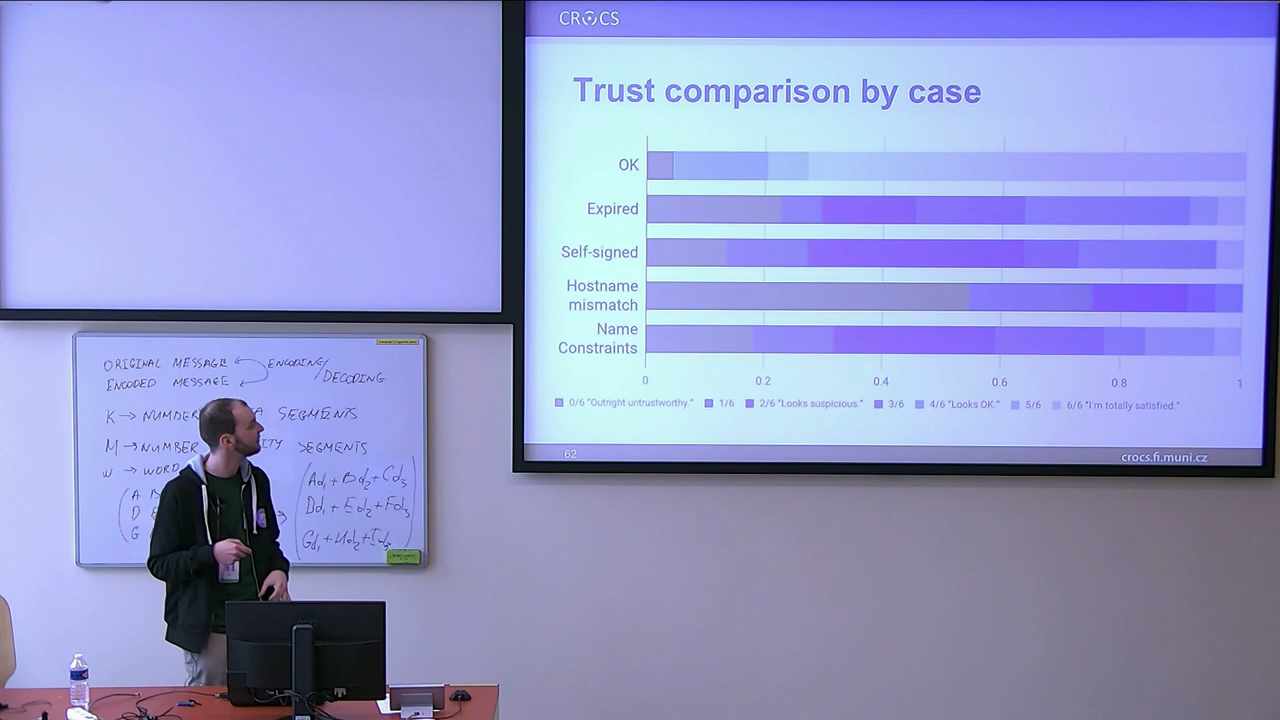 CROCS
Trust comparison by case
OK
Expired
Self-signed
Hostname
mismatch
Name
Constraints
0 0.2 0.4 0.6 0.8 1
0/6 "Outright untrustworthy." 1/6 2/6 "Looks suspicious." 3/6 4/6 "Looks OK." 5/6 6/6 "I'm totally satisfied."
62
crocs.fi.muni.cz
ORIGINAL MESSAGE ENCODING/
ENCODED MESSAGE DECODING
K → NUMBER A SEGMENTS
M → NUMBER ITY SEGMENTS
W → WORD
A
D
G
Ad₁ + Bd₂ + Cd₃
Dd₁ + Ed₂ + Fd₃
Gd₁ + Hd₂ + Id₃